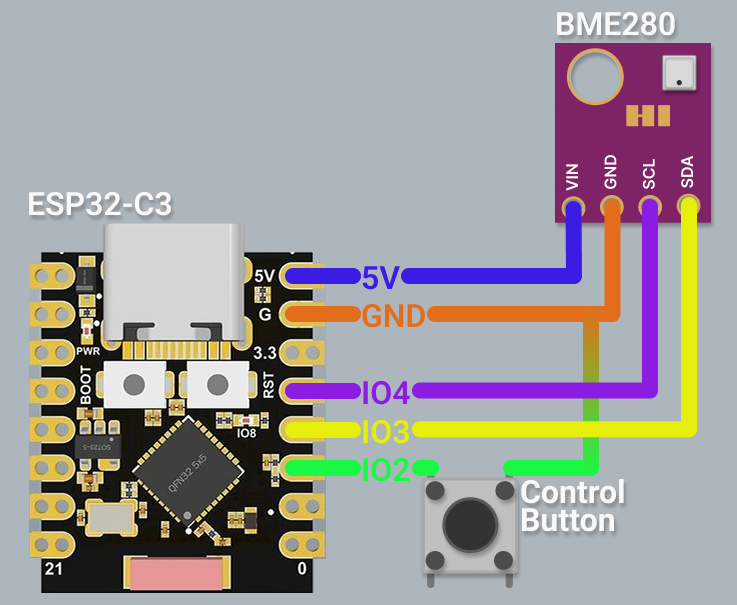 BME280
VIN
GND
SCL
SDA
ESP32-C3
5V
5V
G
GND
3.3
PWR
BOOT
RST
IO4
IO8
IO3
SOT23-5
QFN32 5x5
IO2
Control
Button
21
0